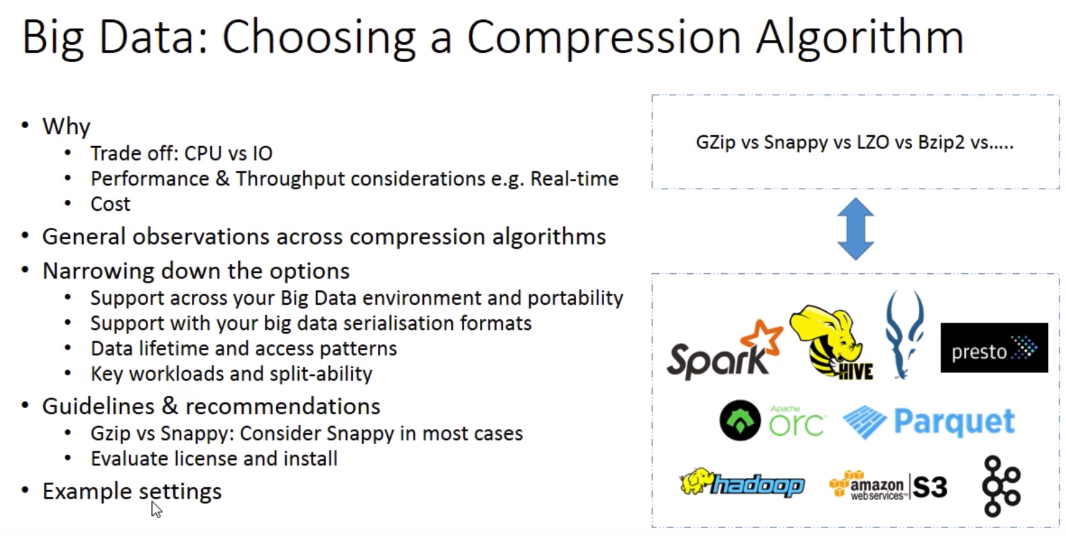 Big Data: Choosing a Compression Algorithm
• Why
• Trade off: CPU vs IO
• Performance & Throughput considerations e.g. Real-time
• Cost
• General observations across compression algorithms
• Narrowing down the options
• Support across your Big Data environment and portability
• Support with your big data serialisation formats
• Data lifetime and access patterns
• Key workloads and split-ability
• Guidelines & recommendations
• Gzip vs Snappy: Consider Snappy in most cases
• Evaluate license and install
• Example settings
GZip vs Snappy vs LZO vs Bzip2 vs.....
Spark
HIVE
presto
Apache
orc
Parquet
hadoop
amazon
webservices
S3